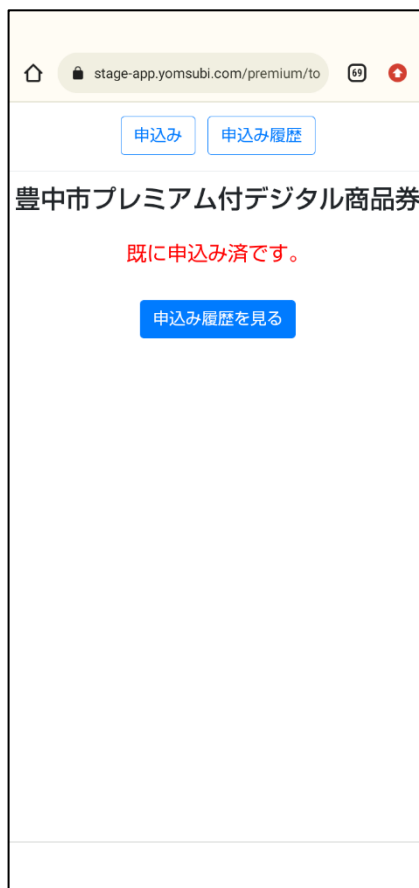 stage-app.yomsubi.com/premium/to
69
申込み 申込み履歴
豊中市プレミアム付デジタル商品券
既に申込み済です。
申込み履歴を見る